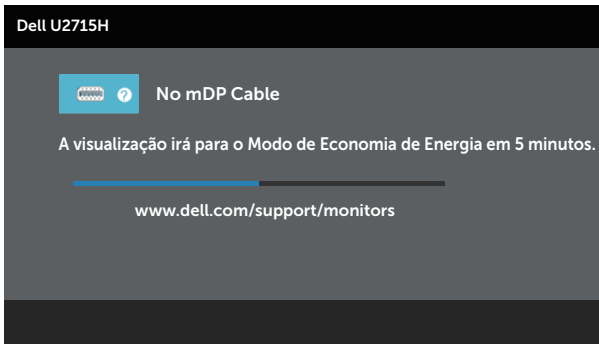 Dell U2715H
No mDP Cable
A visualização irá para o Modo de Economia de Energia em 5 minutos.
www.dell.com/support/monitors